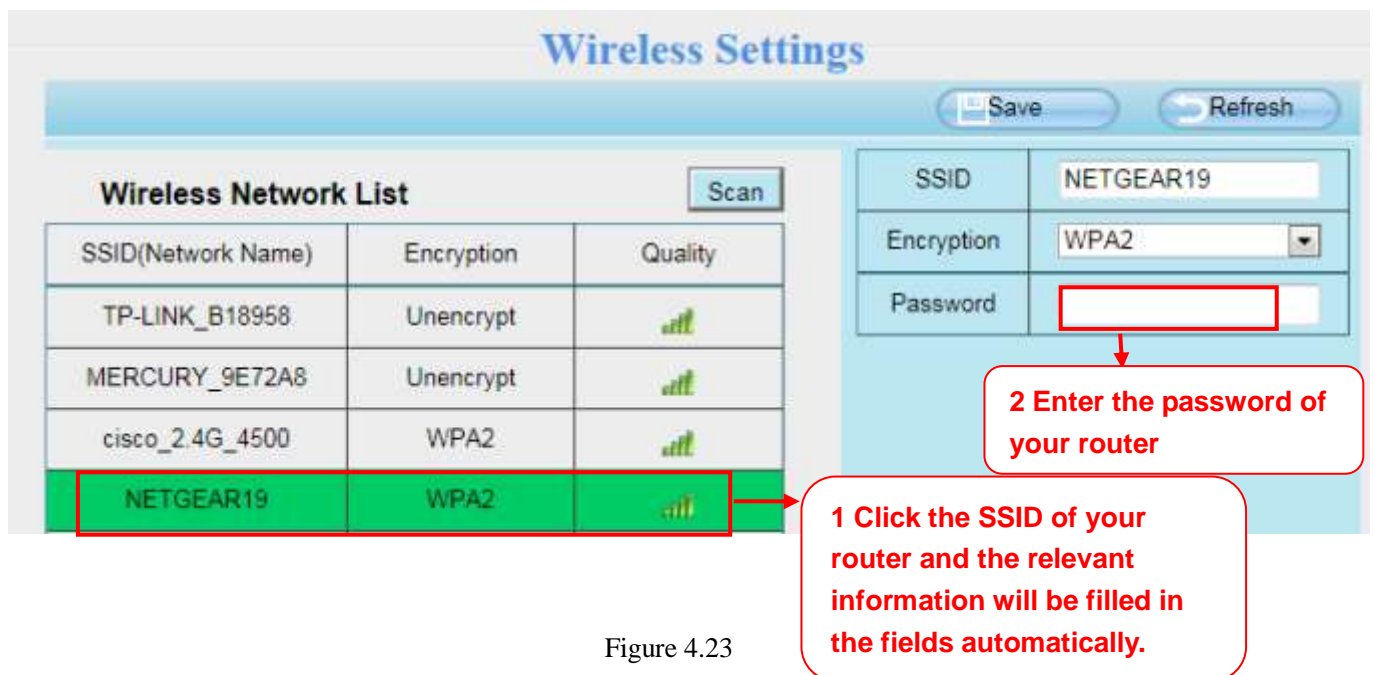 Wireless Settings
Save Refresh
Wireless Network List Scan
SSID NETGEAR19
SSID(Network Name) Encryption Quality
Encryption WPA2
TP-LINK_B18958 Unencrypt
Password
MERCURY_9E72A8 Unencrypt
cisco_2.4G_4500 WPA2
NETGEAR19 WPA2
2 Enter the password of
your router
1 Click the SSID of your
router and the relevant
information will be filled in
the fields automatically.
Figure 4.23